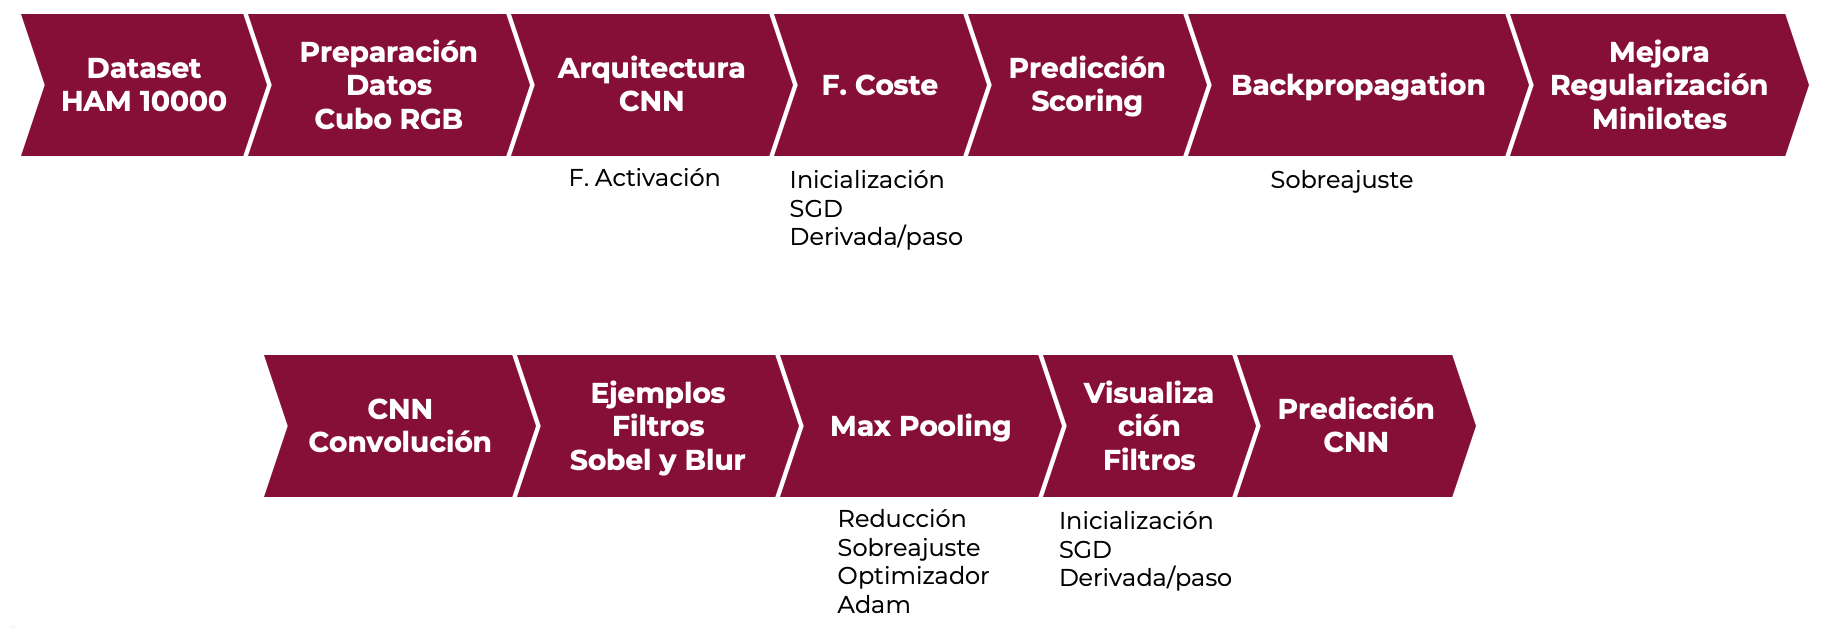 Dataset
HAM 10000
Preparación
Datos
Cubo RGB
Arquitectura
CNN
F. Coste
Predicción
Scoring
Backpropagation
Mejora
Regularización
Minilotes
F. Activación
Inicialización
SGD
Derivada/paso
Sobreajuste
CNN
Convolución
Ejemplos
Filtros
Sobel y Blur
Max Pooling
Visualiza
ción
Filtros
Predicción
CNN
Reducción
Sobreajuste
Optimizador
Adam
Inicialización
SGD
Derivada/paso